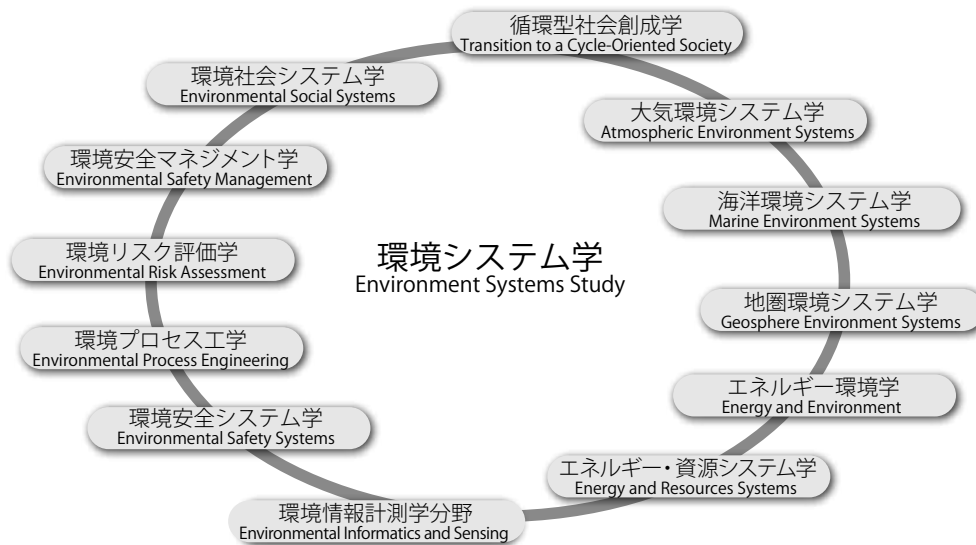 循環型社会創成学
Transition to a Cycle-Oriented Society
環境社会システム学
Environmental Social Systems
大気環境システム学
Atmospheric Environment Systems
環境安全マネジメント学
Environmental Safety Management
海洋環境システム学
Marine Environment Systems
環境リスク評価学
Environmental Risk Assessment
環境システム学
Environment Systems Study
地圏環境システム学
Geosphere Environment Systems
環境プロセス工学
Environmental Process Engineering
エネルギー環境学
Energy and Environment
環境安全システム学
Environmental Safety Systems
エネルギー・資源システム学
Energy and Resources Systems
環境情報計測学分野
Environmental Informatics and Sensing